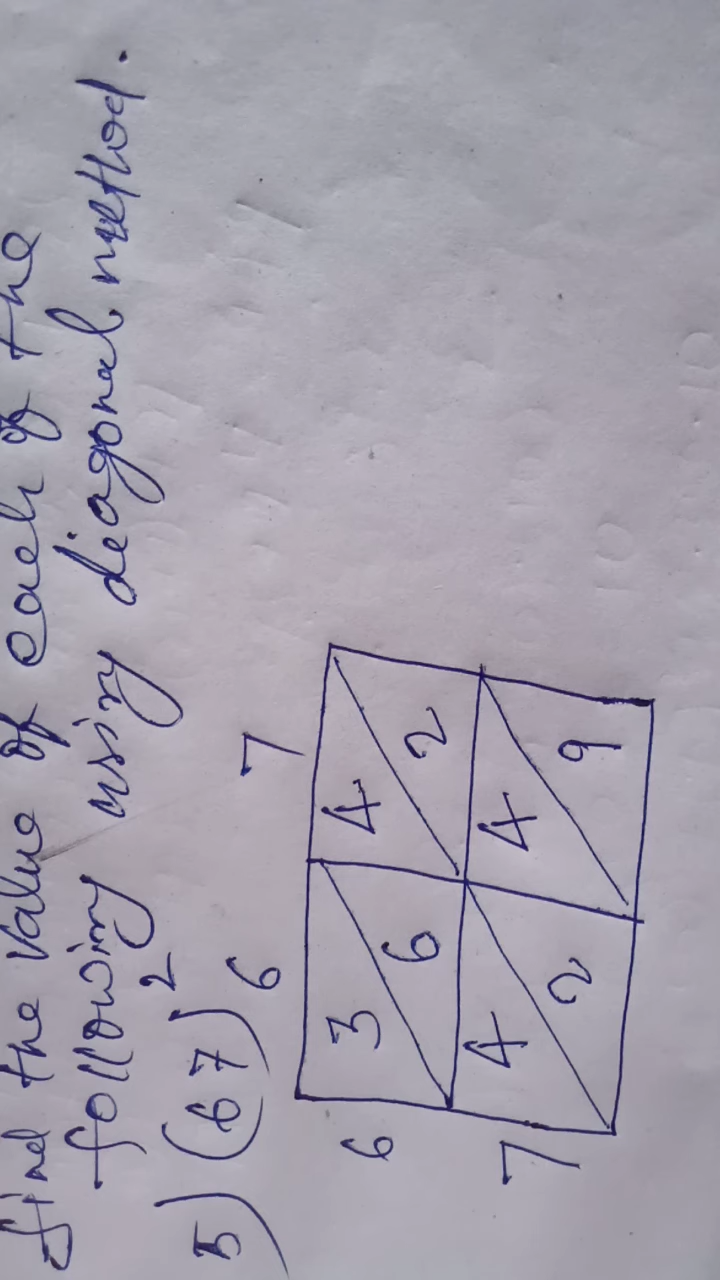 find the value of each of the
following using diagonal method.
5) (67)²
6 7
6 3 6 4 2
7 4 2 4 9